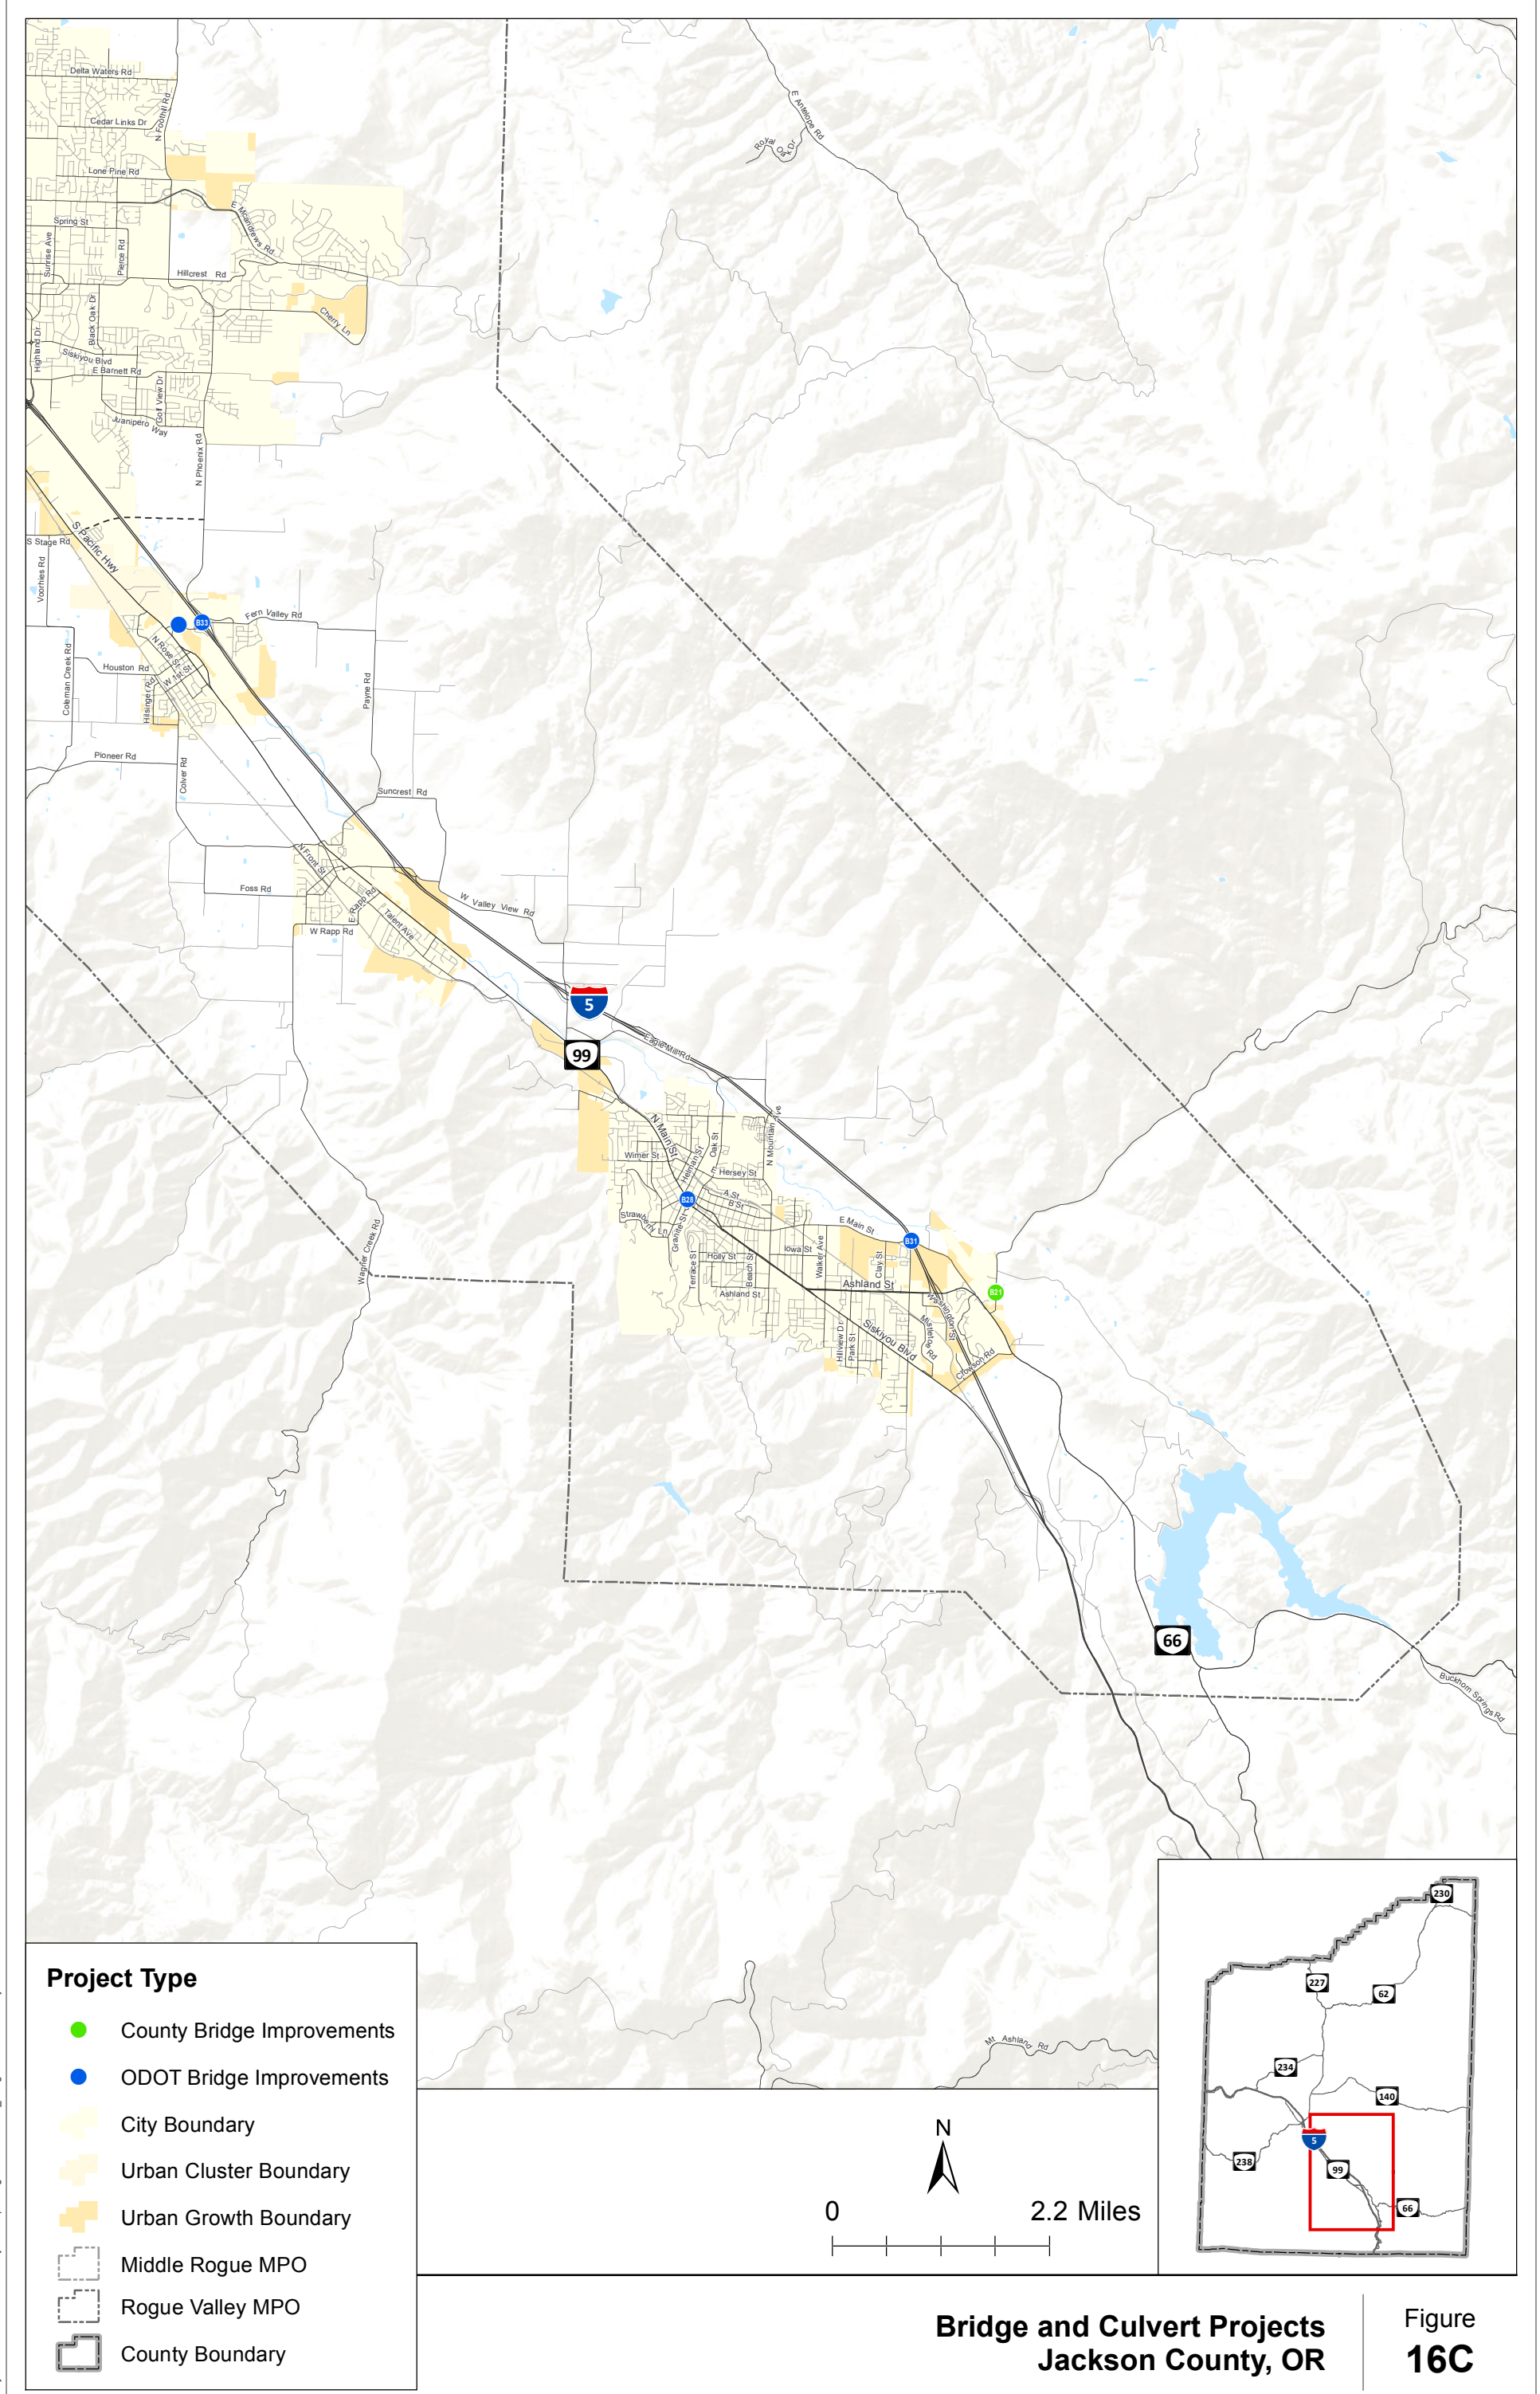 Delta Waters Rd
N Foothill Rd
Cedar Links Dr
Lone Pine Rd
E Mcandrews Rd
Spring St
Sunrise Ave
Pierce Rd
Hillcrest Rd
Cherry Ln
Black Oak Dr
Highland Dr
Siskiyou Blvd
E Barnett Rd
Golf View Dr
Juanipero Way
N Phoenix Rd
E Antelope Rd
Royal Oak Dr
S Pacific Hwy
S Stage Rd
Voorhies Rd
B33
Fern Valley Rd
N Rose St
W 1st St
Houston Rd
Hilsinger Rd
Coleman Creek Rd
Payne Rd
Pioneer Rd
Colver Rd
Suncrest Rd
N Front St
Foss Rd
E Rapp Rd
Talent Ave
W Rapp Rd
W Valley View Rd
5
99
Eagle Mill Rd
N Main St
Oak St
N Mountain Ave
Wimer St
Helman St
E Hersey St
B28
A St
B St
Strawberry Ln
Granite St
E Main St
B31
Iowa St
Walker Ave
Clay St
Holly St
Terrace St
Beach St
Ashland St
Ashland St
B21
Washington St
Mistletoe Rd
Hillview Dr
Park St
Siskiyou Blvd
Crowson Rd
Wagner Creek Rd
66
Buckhorn Springs Rd
Mt Ashland Rd
Project Type
County Bridge Improvements
ODOT Bridge Improvements
City Boundary
Urban Cluster Boundary
Urban Growth Boundary
Middle Rogue MPO
Rogue Valley MPO
County Boundary
N
0 2.2 Miles
230
227
62
234
140
5
238
99
66
Bridge and Culvert Projects
Jackson County, OR
Figure
16C